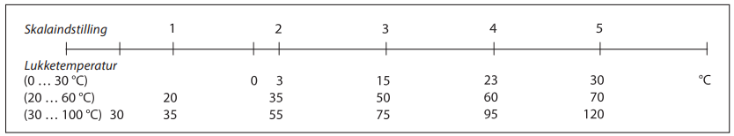 Skalaindstilling 1 2 3 4 5
Lukketemperatur
(0 ... 30 °C) 0 3 15 23 30 °C
(20 ... 60 °C) 20 35 50 60 70
(30 ... 100 °C) 30 35 55 75 95 120